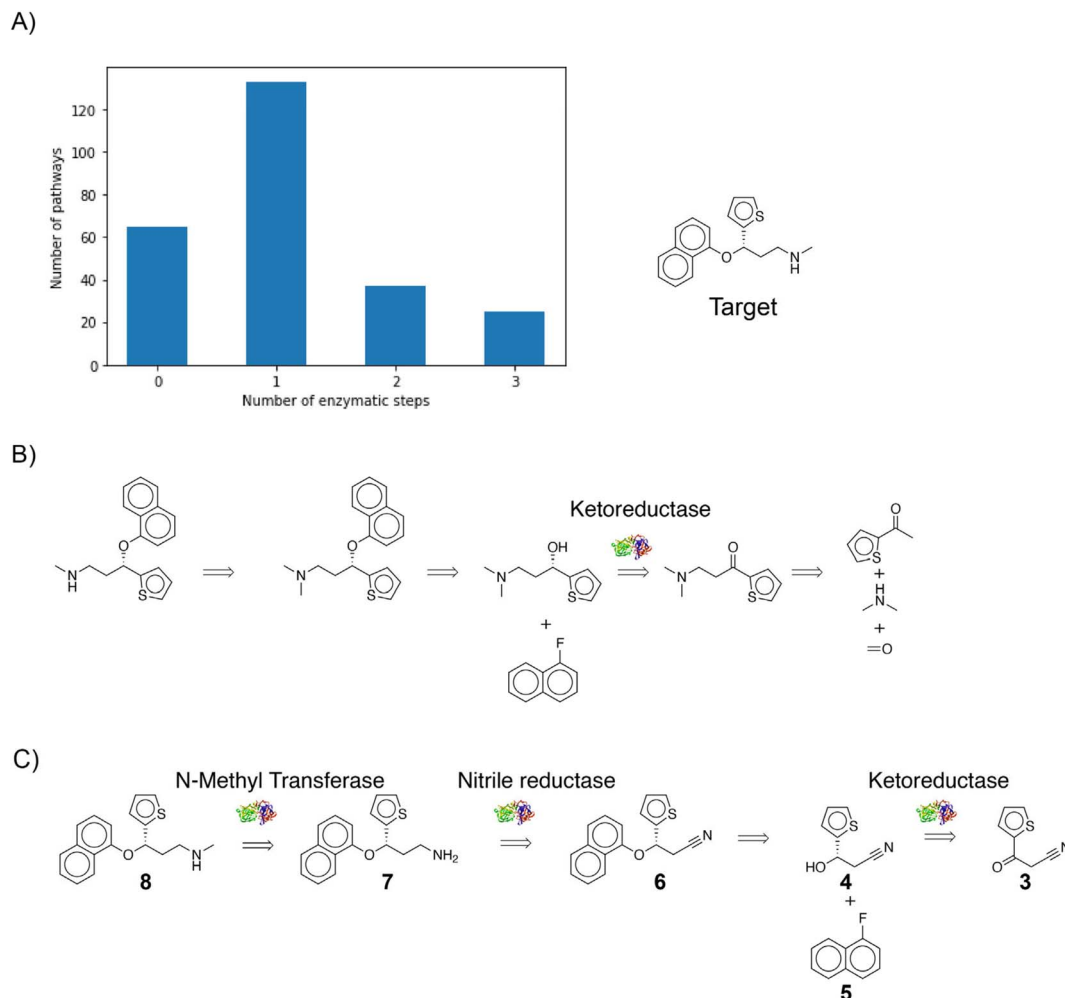 A)
Number of pathways
120
100
80
60
40
20
0
0 1 2 3
Number of enzymatic steps
S
O
N
H
Target
B)
O
N
H
S
O
N
S
Ketoreductase
OH
N
S
+
F
O
N
S
O
S
+
H
N
+
=O
C)
N-Methyl Transferase
Nitrile reductase
Ketoreductase
S
O
N
H
8
S
O
NH2
7
S
O
N
6
S
HO
N
4
+
F
5
S
O
N
3